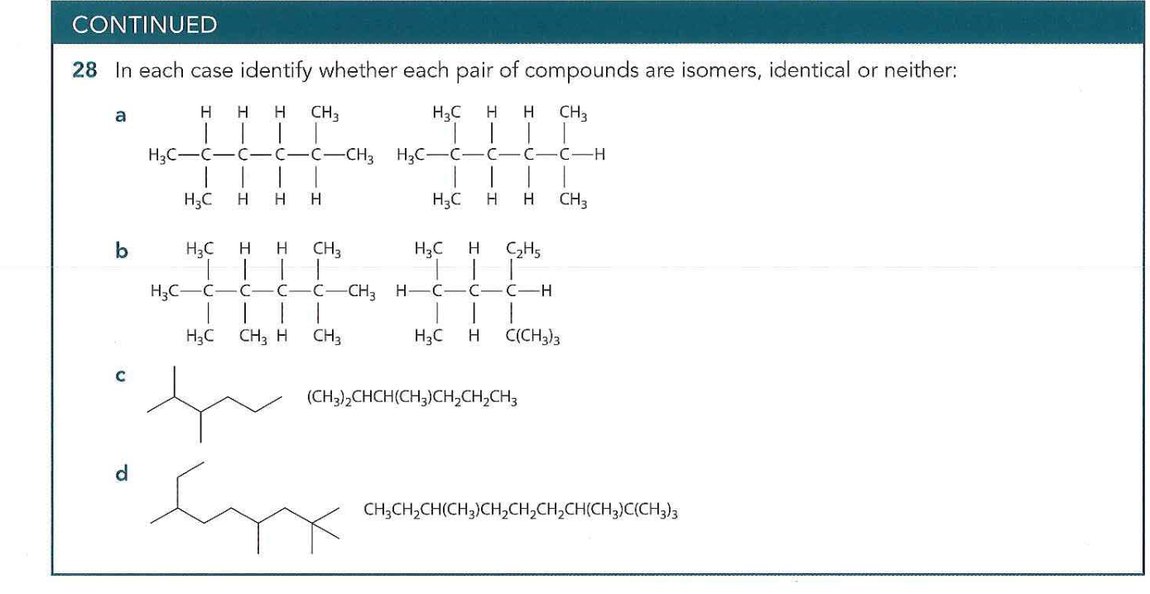 CONTINUED
28 In each case identify whether each pair of compounds are isomers, identical or neither:
a
H H H CH₃ H₃C H H CH₃
H₃C—C—C—C—C—CH₃ H₃C—C—C—C—C—H
H₃C H H H H₃C H H CH₃
b
H₃C H H CH₃ H₃C H C₂H₅
H₃C—C—C—C—C—CH₃ H—C—C—C—H
H₃C CH₃ H CH₃ H₃C H C(CH₃)₃
c
(CH₃)₂CHCH(CH₃)CH₂CH₂CH₃
d
CH₃CH₂CH(CH₃)CH₂CH₂CH₂CH(CH₃)C(CH₃)₃